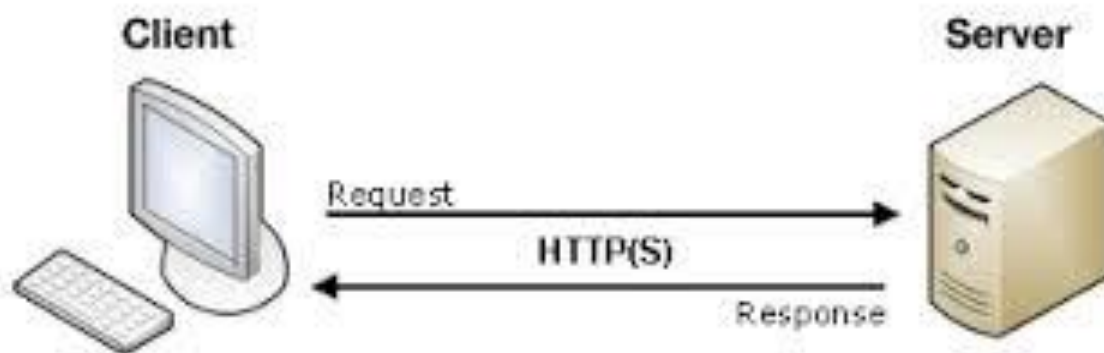 Client
Server
Request
HTTP(S)
Response